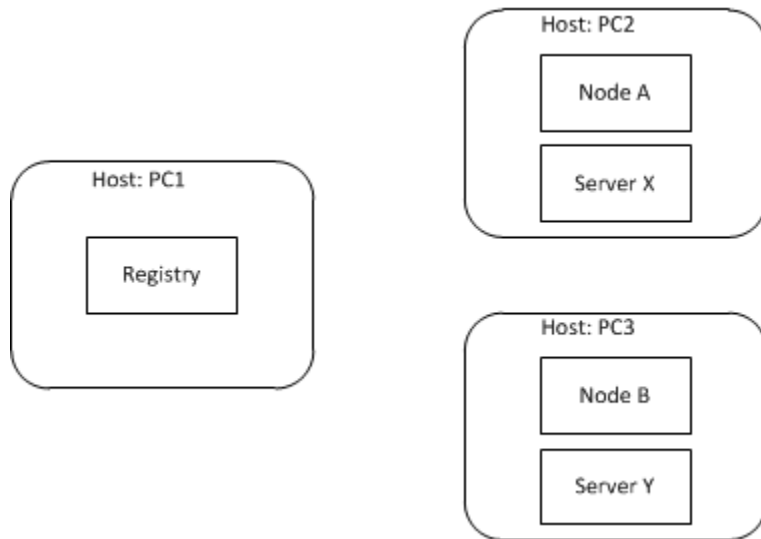 Host: PC1
Registry
Host: PC2
Node A
Server X
Host: PC3
Node B
Server Y